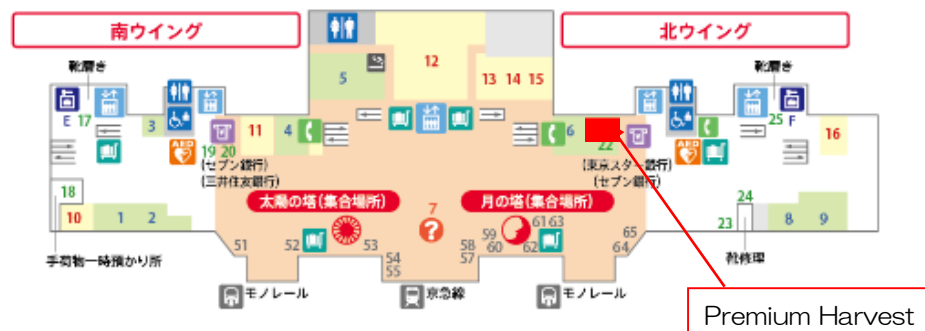 南ウイング
北ウイング
靴磨き
靴磨き
12
5
13 14 15
E 17
3
19 20
11
4
6
22
25 F
16
(セブン銀行)
(三井住友銀行)
(東京スター銀行)
(セブン銀行)
AED
AED
18
10
1
2
太陽の塔(集合場所)
月の塔(集合場所)
7
?
24
23
8
9
51
52
53
54
55
58
57
59
60
61 63
62
65
64
手荷物一時預かり所
靴修理
モノレール
京急線
モノレール
Premium Harvest